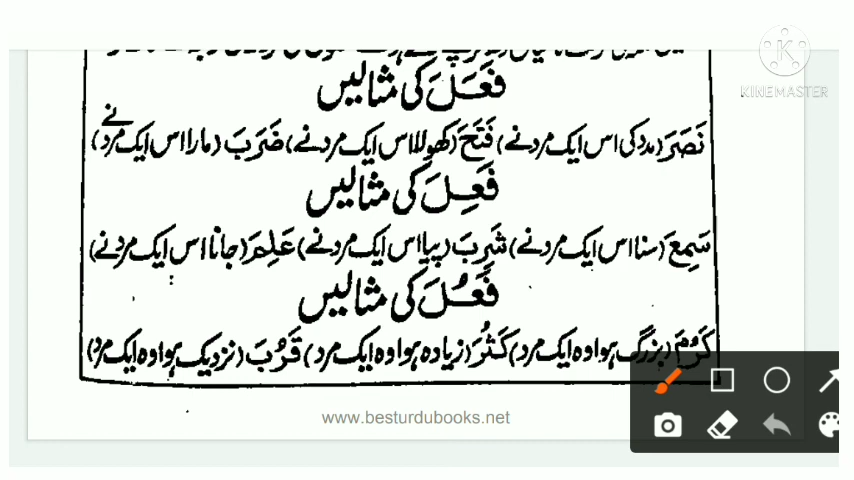 KINEMASTER
فَعَلَ کی مثالیں
نَصَرَ (مدد کی اس ایک مرد نے) فَتَحَ (کھولا اس ایک مرد نے) ضَرَبَ (مارا اس ایک مرد نے)
فَعِلَ کی مثالیں
سَمِعَ (سنا اس ایک مرد نے) شَرِبَ (پیا اس ایک مرد نے) عَلِمَ (جانا اس ایک مرد نے)
فَعُلَ کی مثالیں
كَرُمَ (بزرگ ہوا وہ ایک مرد) كَثُرَ (زیادہ ہوا وہ ایک مرد) قَرُبَ (نزدیک ہوا وہ ایک مرد)
www.besturdubooks.net